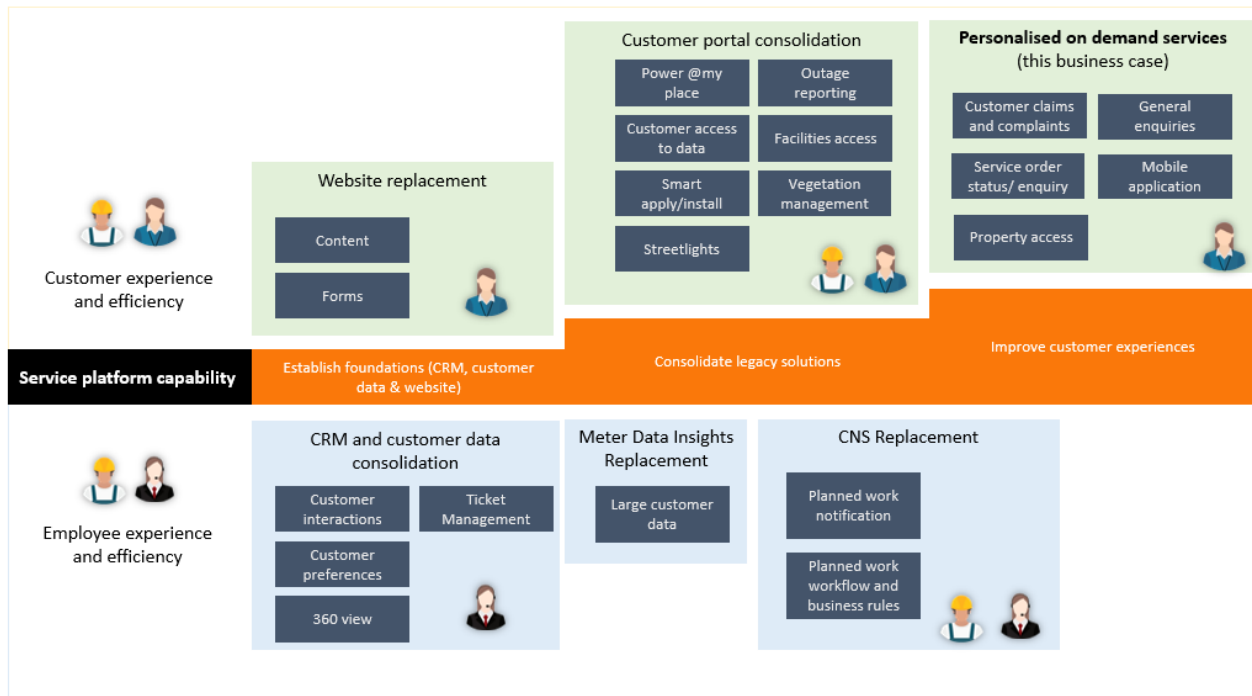 Customer portal consolidation
Power @my
place
Outage
reporting
Customer access
to data
Facilities access
Smart
apply/install
Vegetation
management
Streetlights
Personalised on demand services
(this business case)
Customer claims
and complaints
General
enquiries
Service order
status/ enquiry
Mobile
application
Property access
Website replacement
Content
Forms
Customer experience
and efficiency
Service platform capability
Establish foundations (CRM, customer
data & website)
Consolidate legacy solutions
Improve customer experiences
Employee experience
and efficiency
CRM and customer data
consolidation
Customer
interactions
Ticket
Management
Customer
preferences
360 view
Meter Data Insights
Replacement
Large customer
data
CNS Replacement
Planned work
notification
Planned work
workflow and
business rules